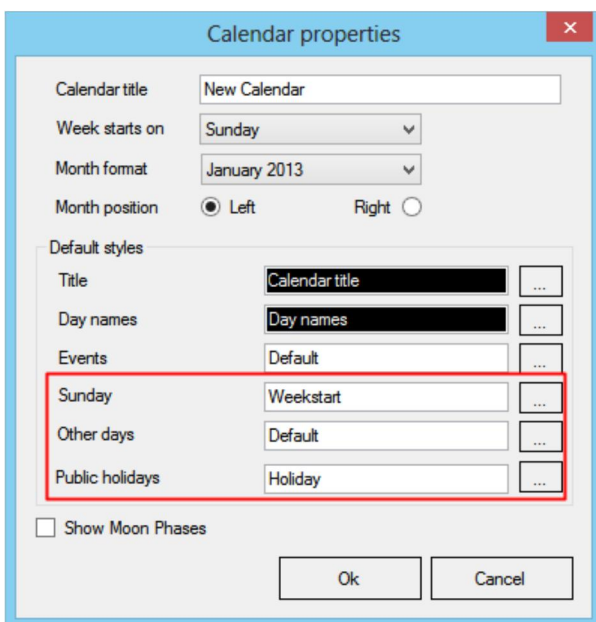 Calendar properties
Calendar title New Calendar
Week starts on Sunday
Month format January 2013
Month position Left Right
Default styles
Title Calendar title ...
Day names Day names ...
Events Default ...
Sunday Weekstart ...
Other days Default ...
Public holidays Holiday ...
Show Moon Phases
Ok Cancel